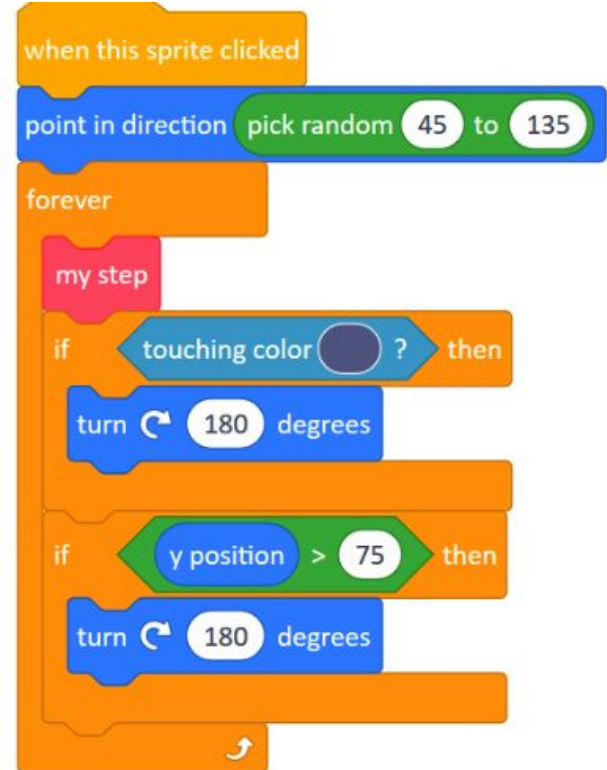 when this sprite clicked
point in direction pick random 45 to 135
forever
my step
if touching color ? then
turn 180 degrees
if y position > 75 then
turn 180 degrees